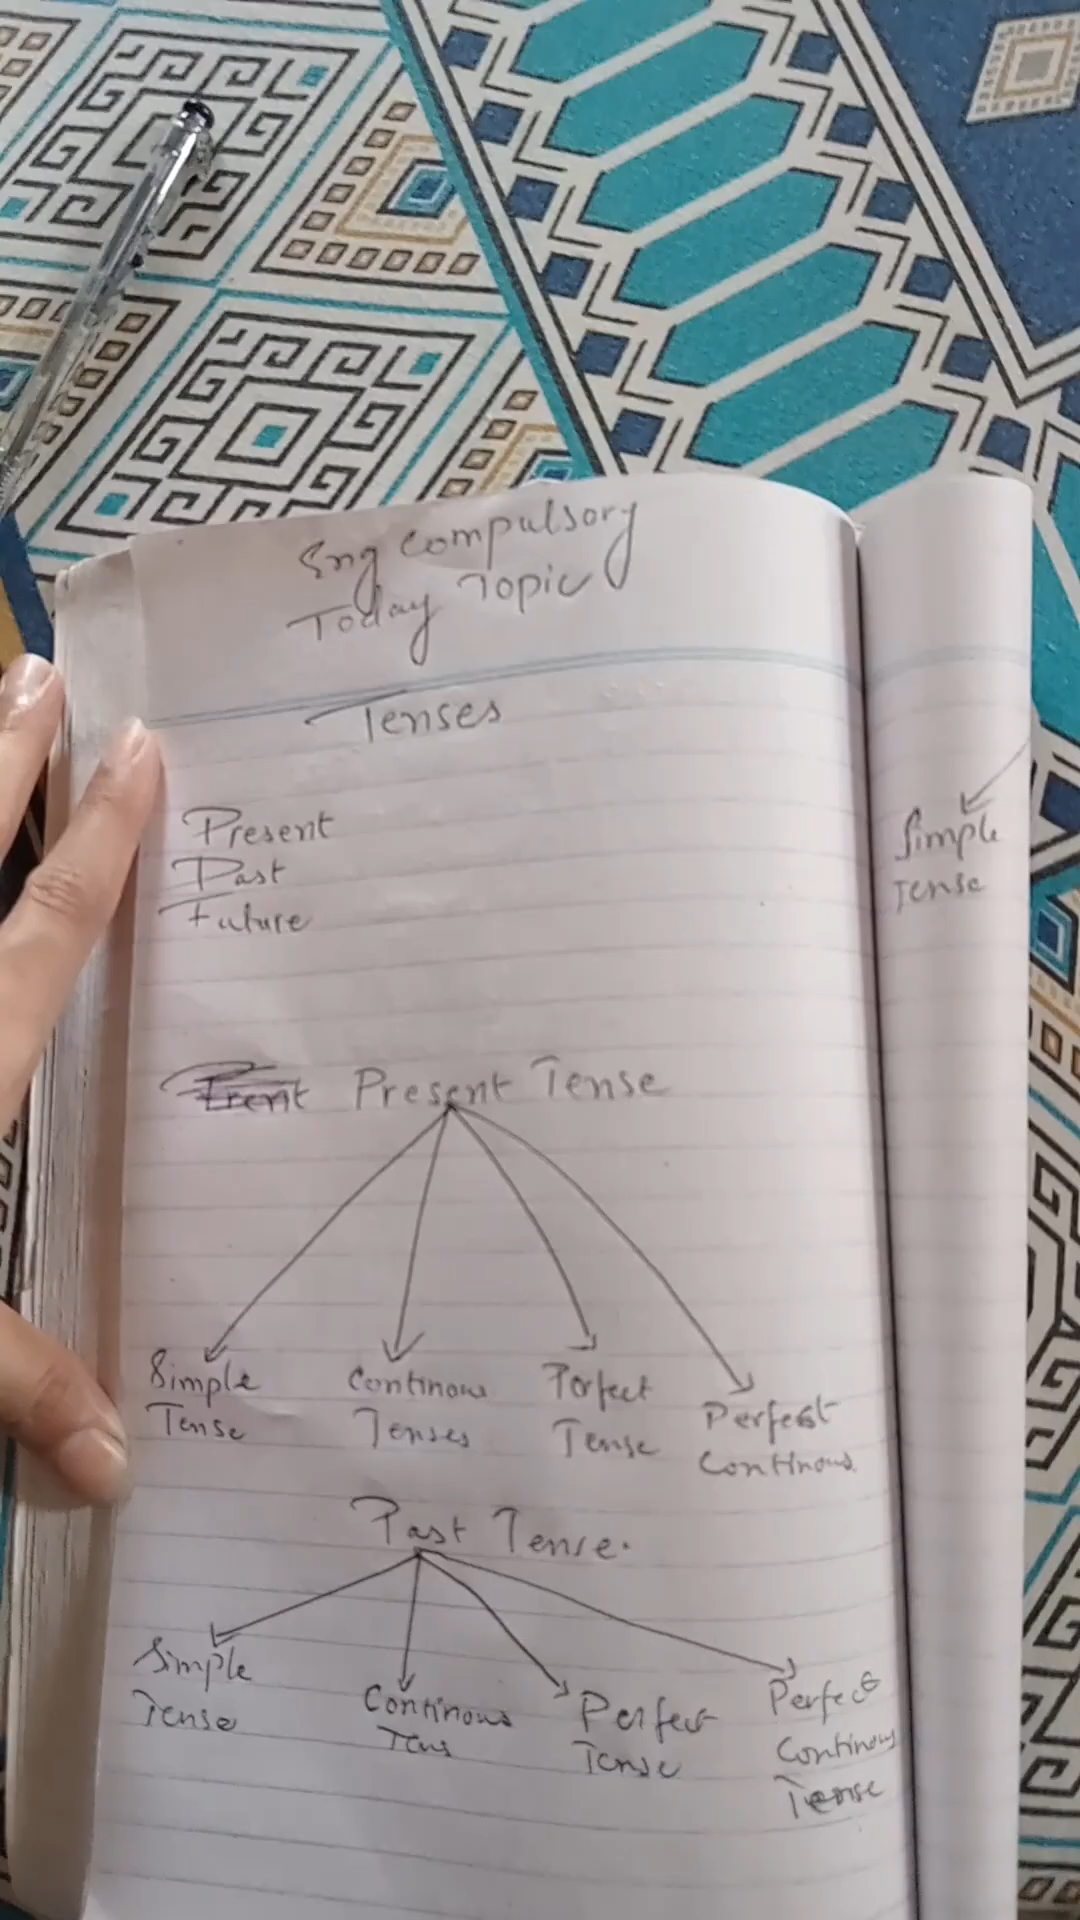 Eng Compulsory
Today Topic
Tenses
Present
Past
Future
Present Tense
Simple
Tense
Continous
Tenses
Perfect
Tense
Perfect
Continous
Past Tense.
Simple
Tense
Continous
Tens
Perfect
Tense
Perfect
Continous
Tense
Simple
Tense